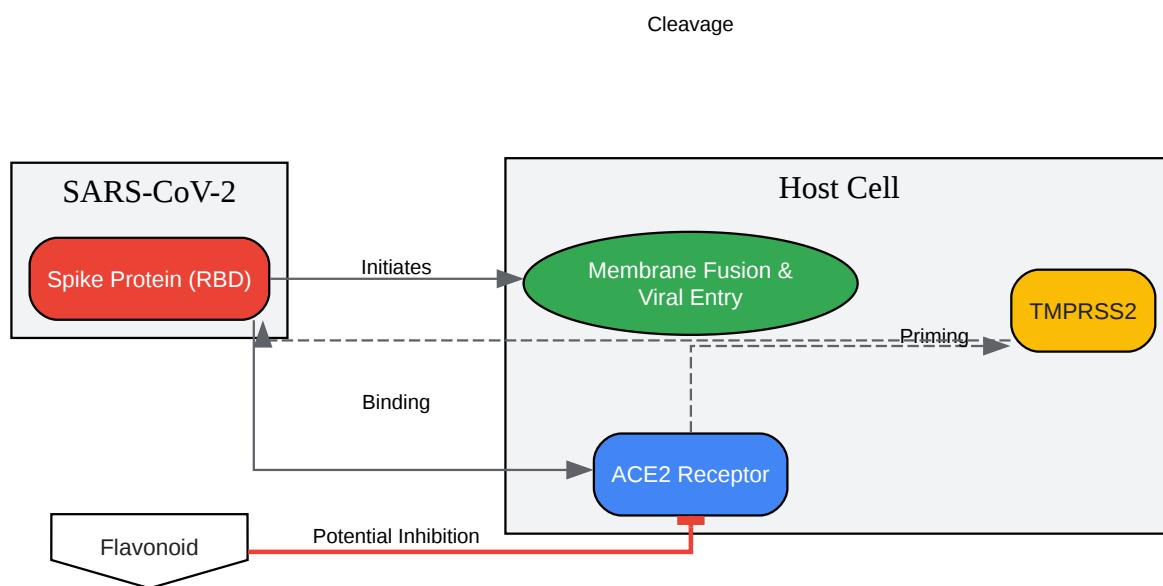 Cleavage
SARS-CoV-2
Host Cell
Spike Protein (RBD)
Initiates
Membrane Fusion &
Viral Entry
TMPRSS2
Priming
Binding
ACE2 Receptor
Potential Inhibition
Flavonoid